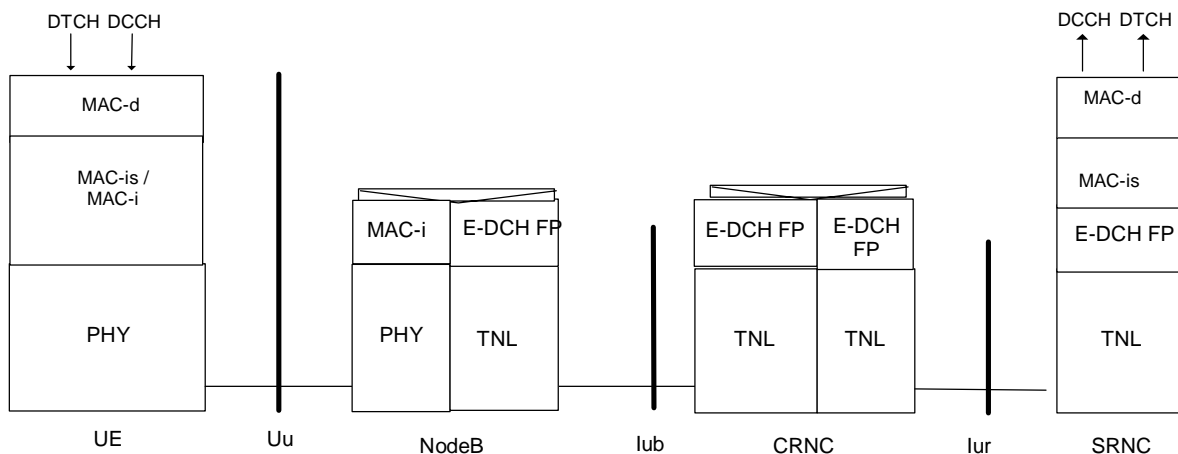 DTCH DCCH
DCCH DTCH
MAC-d
MAC-d
MAC-is /
MAC-i
MAC-is
MAC-i
E-DCH FP
E-DCH FP
E-DCH
FP
E-DCH FP
PHY
PHY
TNL
TNL
TNL
TNL
UE
Uu
NodeB
Iub
CRNC
Iur
SRNC